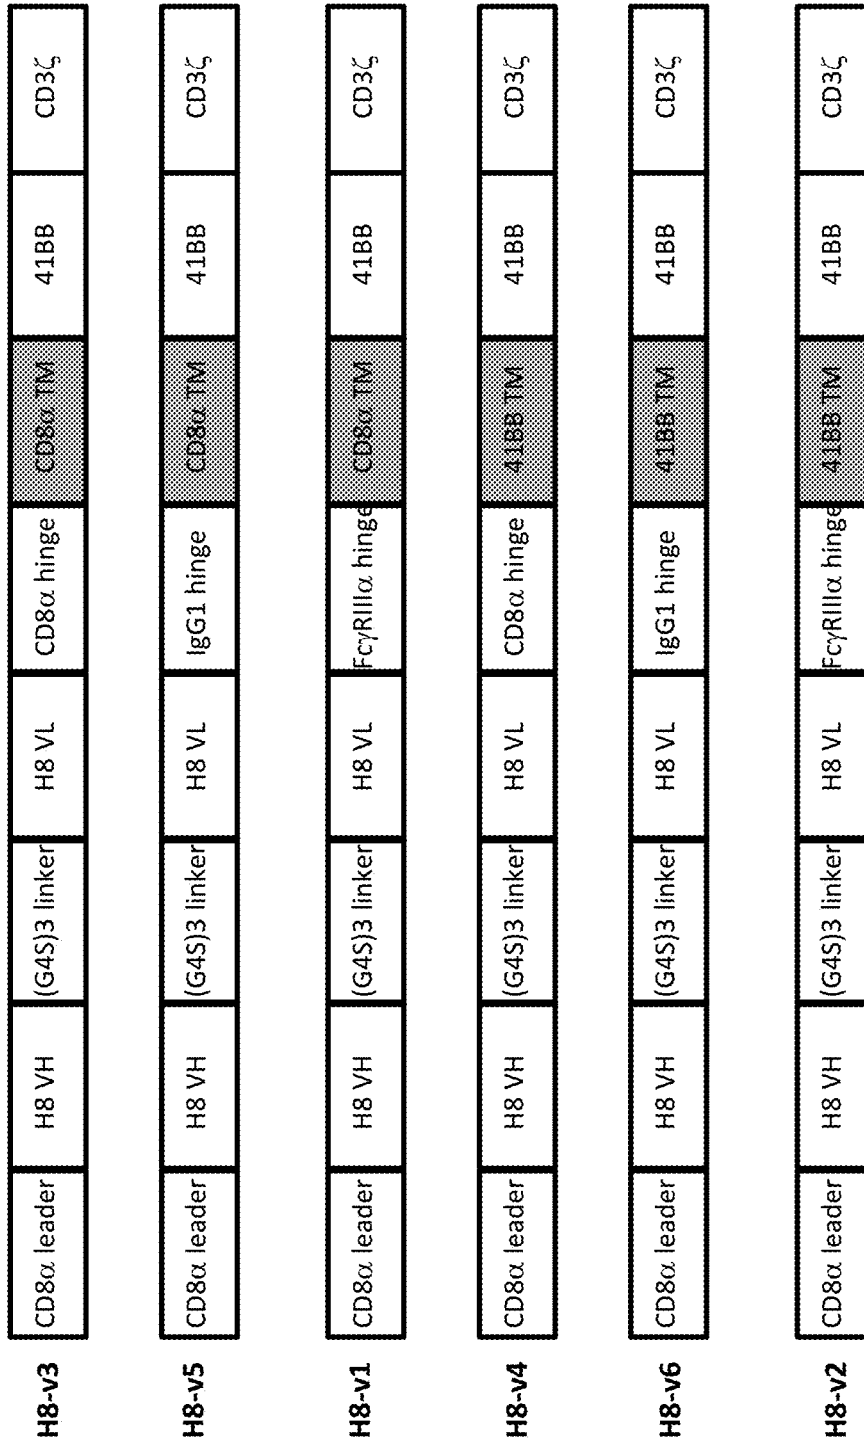 H8-v3 CD8α leader H8 VH (G4S)3 linker H8 VL CD8α hinge CD8α TM 41BB CD3ζ
H8-v5 CD8α leader H8 VH (G4S)3 linker H8 VL IgG1 hinge CD8α TM 41BB CD3ζ
H8-v1 CD8α leader H8 VH (G4S)3 linker H8 VL FcγRIIIα hinge CD8α TM 41BB CD3ζ
H8-v4 CD8α leader H8 VH (G4S)3 linker H8 VL CD8α hinge 41BB TM 41BB CD3ζ
H8-v6 CD8α leader H8 VH (G4S)3 linker H8 VL IgG1 hinge 41BB TM 41BB CD3ζ
H8-v2 CD8α leader H8 VH (G4S)3 linker H8 VL FcγRIIIα hinge 41BB TM 41BB CD3ζ